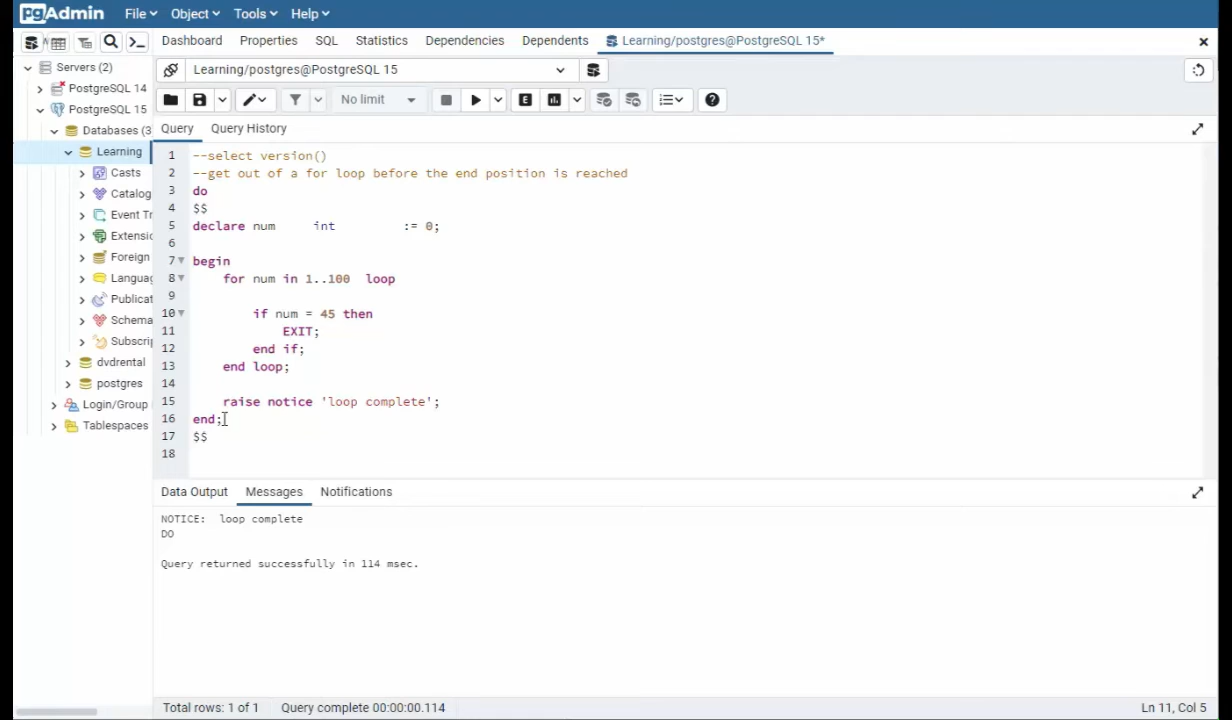 pgAdmin File Object Tools Help
Dashboard Properties SQL Statistics Dependencies Dependents Learning/postgres@PostgreSQL 15*
Servers (2)
PostgreSQL 14
PostgreSQL 15
Databases (3
Learning
Casts
Catalog
Event Tr
Extensio
Foreign
Languag
Publicat
Schema
Subscrip
dvdrental
postgres
Login/Group
Tablespaces
Learning/postgres@PostgreSQL 15
No limit E
Query Query History
1 --select version()
2 --get out of a for loop before the end position is reached
3 do
4 $$
5 declare num int := 0;
6
7 begin
8 for num in 1..100 loop
9
10 if num = 45 then
11 EXIT;
12 end if;
13 end loop;
14
15 raise notice 'loop complete';
16 end;
17 $$
18
Data Output Messages Notifications
NOTICE: loop complete
DO
Query returned successfully in 114 msec.
Total rows: 1 of 1 Query complete 00:00:00.114 Ln 11, Col 5